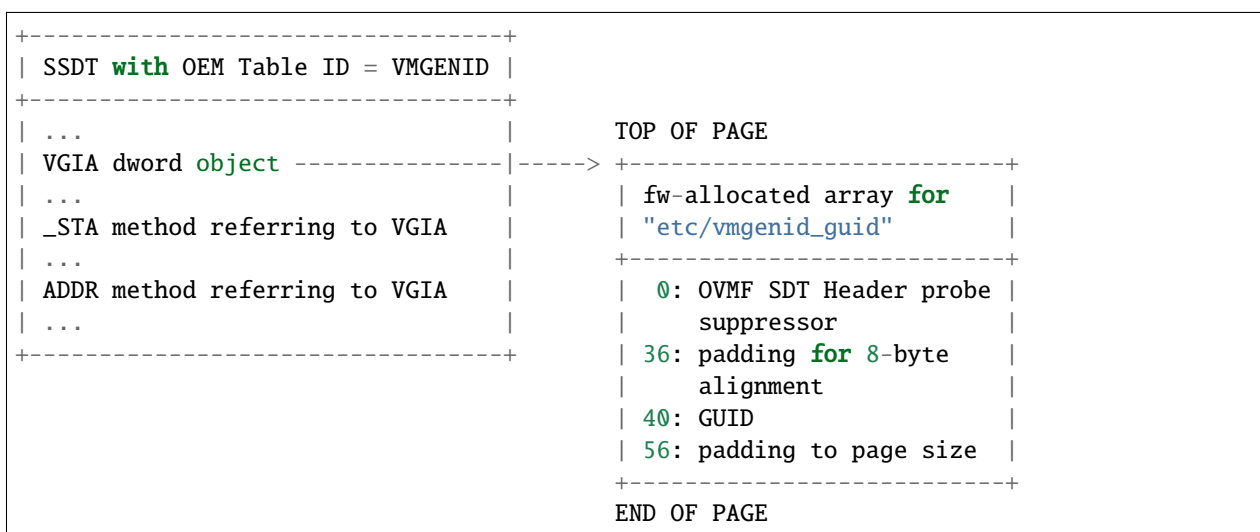 +----------------------------------+
| SSDT with OEM Table ID = VMGENID |
+----------------------------------+
| ...                              |       TOP OF PAGE
| VGIA dword object ---------------|-----> +---------------------------+
| ...                              |       | fw-allocated array for    |
| _STA method referring to VGIA    |       | "etc/vmgenid_guid"        |
| ...                              |       +---------------------------+
| ADDR method referring to VGIA    |       |  0: OVMF SDT Header probe |
| ...                              |       |     suppressor            |
+----------------------------------+       | 36: padding for 8-byte    |
                                           |     alignment             |
                                           | 40: GUID                  |
                                           | 56: padding to page size  |
                                           +---------------------------+
                                           END OF PAGE